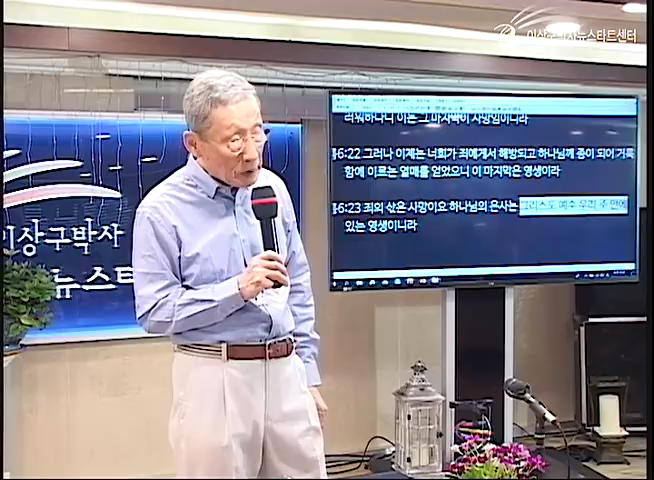 이상구박사뉴스타트센터
러워하나니 이는 그 마지막이 사망임이니라
6:22 그러나 이제는 너희가 죄에게서 해방되고 하나님께 종이 되어 거룩
함에 이르는 열매를 얻었으니 이 마지막은 영생이라
6:23 죄의 삯은 사망이요 하나님의 은사는 그리스도 예수 우리 주 안에
있는 영생이니라
이상구박사
뉴스타